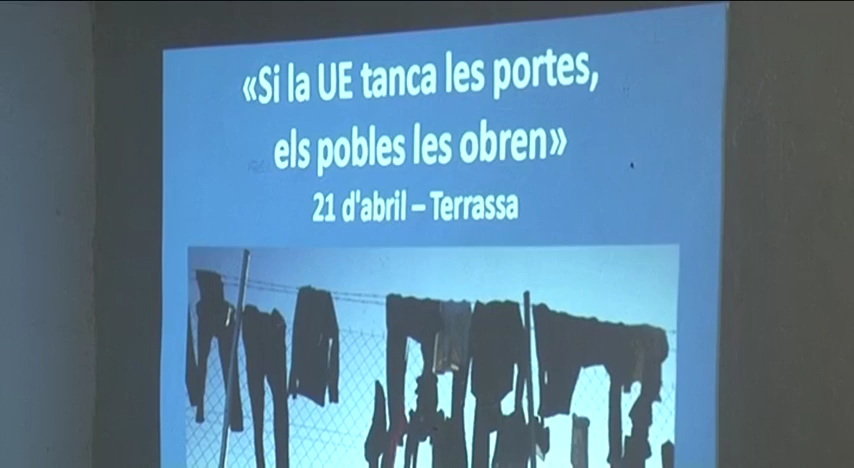 «Si la UE tanca les portes,
els pobles les obren»
21 d'abril – Terrassa